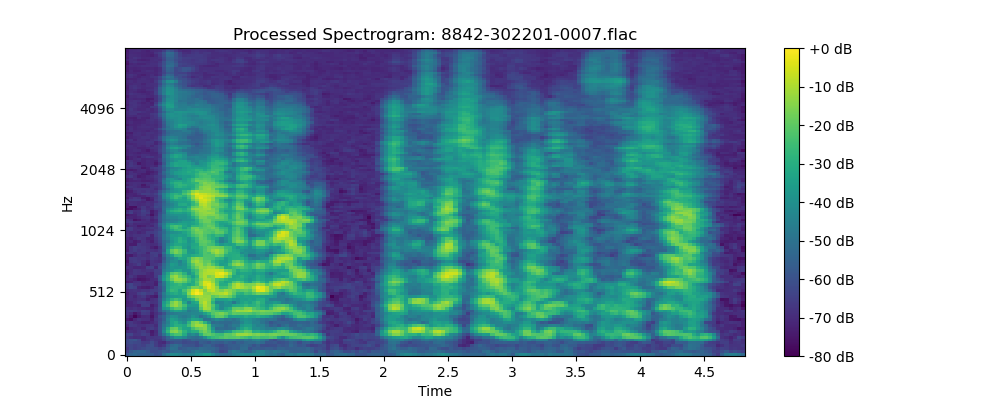 Processed Spectrogram: 8842-302201-0007.flac
Hz
4096
2048
1024
512
0
0 0.5 1 1.5 2 2.5 3 3.5 4 4.5
Time
+0 dB
-10 dB
-20 dB
-30 dB
-40 dB
-50 dB
-60 dB
-70 dB
-80 dB